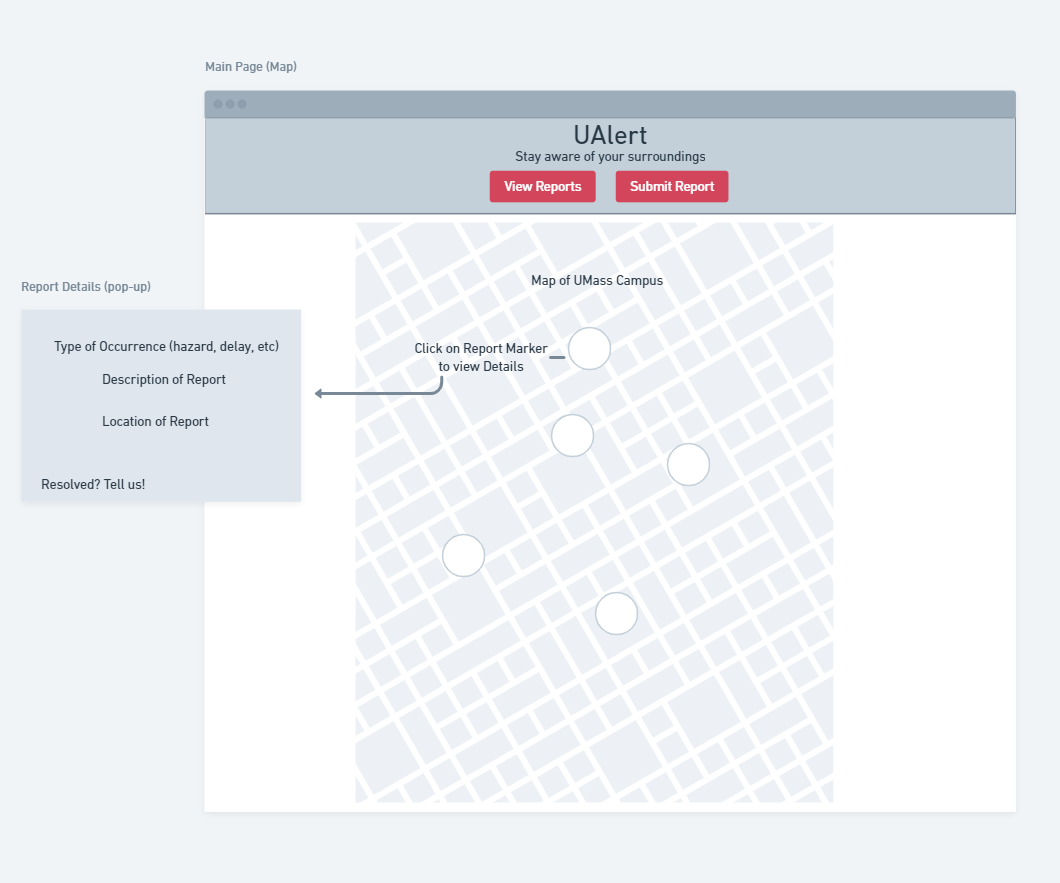 Main Page (Map)
UAlert
Stay aware of your surroundings
View Reports
Submit Report
Map of UMass Campus
Report Details (pop-up)
Type of Occurrence (hazard, delay, etc)
Description of Report
Location of Report
Resolved? Tell us!
Click on Report Marker
to view Details